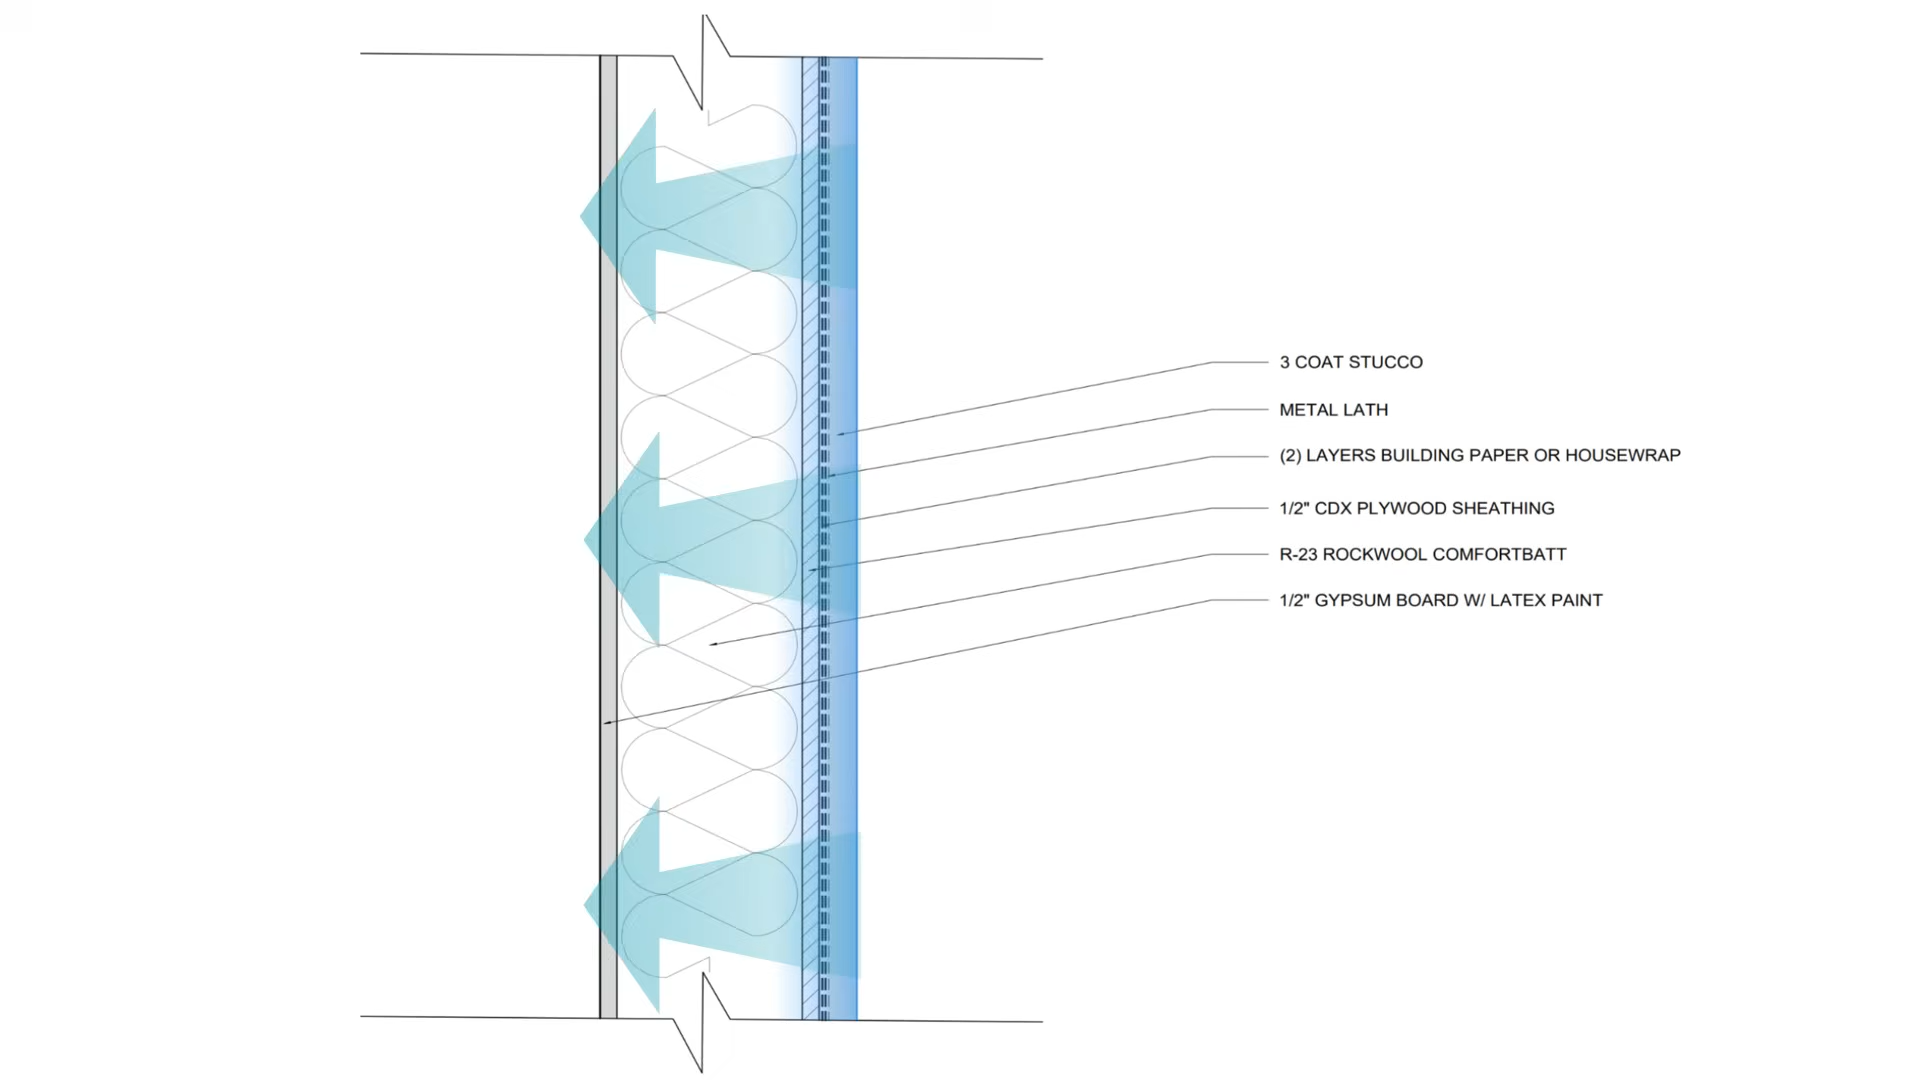 3 COAT STUCCO
METAL LATH
(2) LAYERS BUILDING PAPER OR HOUSEWRAP
1/2" CDX PLYWOOD SHEATHING
R-23 ROCKWOOL COMFORTBATT
1/2" GYPSUM BOARD W/ LATEX PAINT